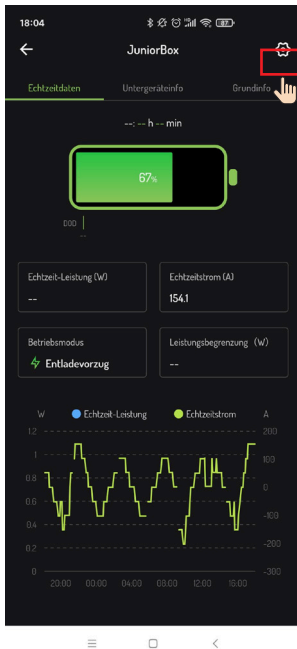 18:04
87
JuniorBox
Echtzeitdaten Untergeräteinfo Grundinfo
--: -- h -- min
67%
DOD
--
Echtzeit-Leistung (W) Echtzeitstrom (A)
-- 154.1
Betriebsmodus Leistungsbegrenzung (W)
Entladevorzug --
W Echtzeit-Leistung Echtzeitstrom A
1.2 200
1 100
0.8 0
0.6 -100
0.4 -200
0.2 -300
0
20:00 00:00 04:00 08:00 12:00 16:00